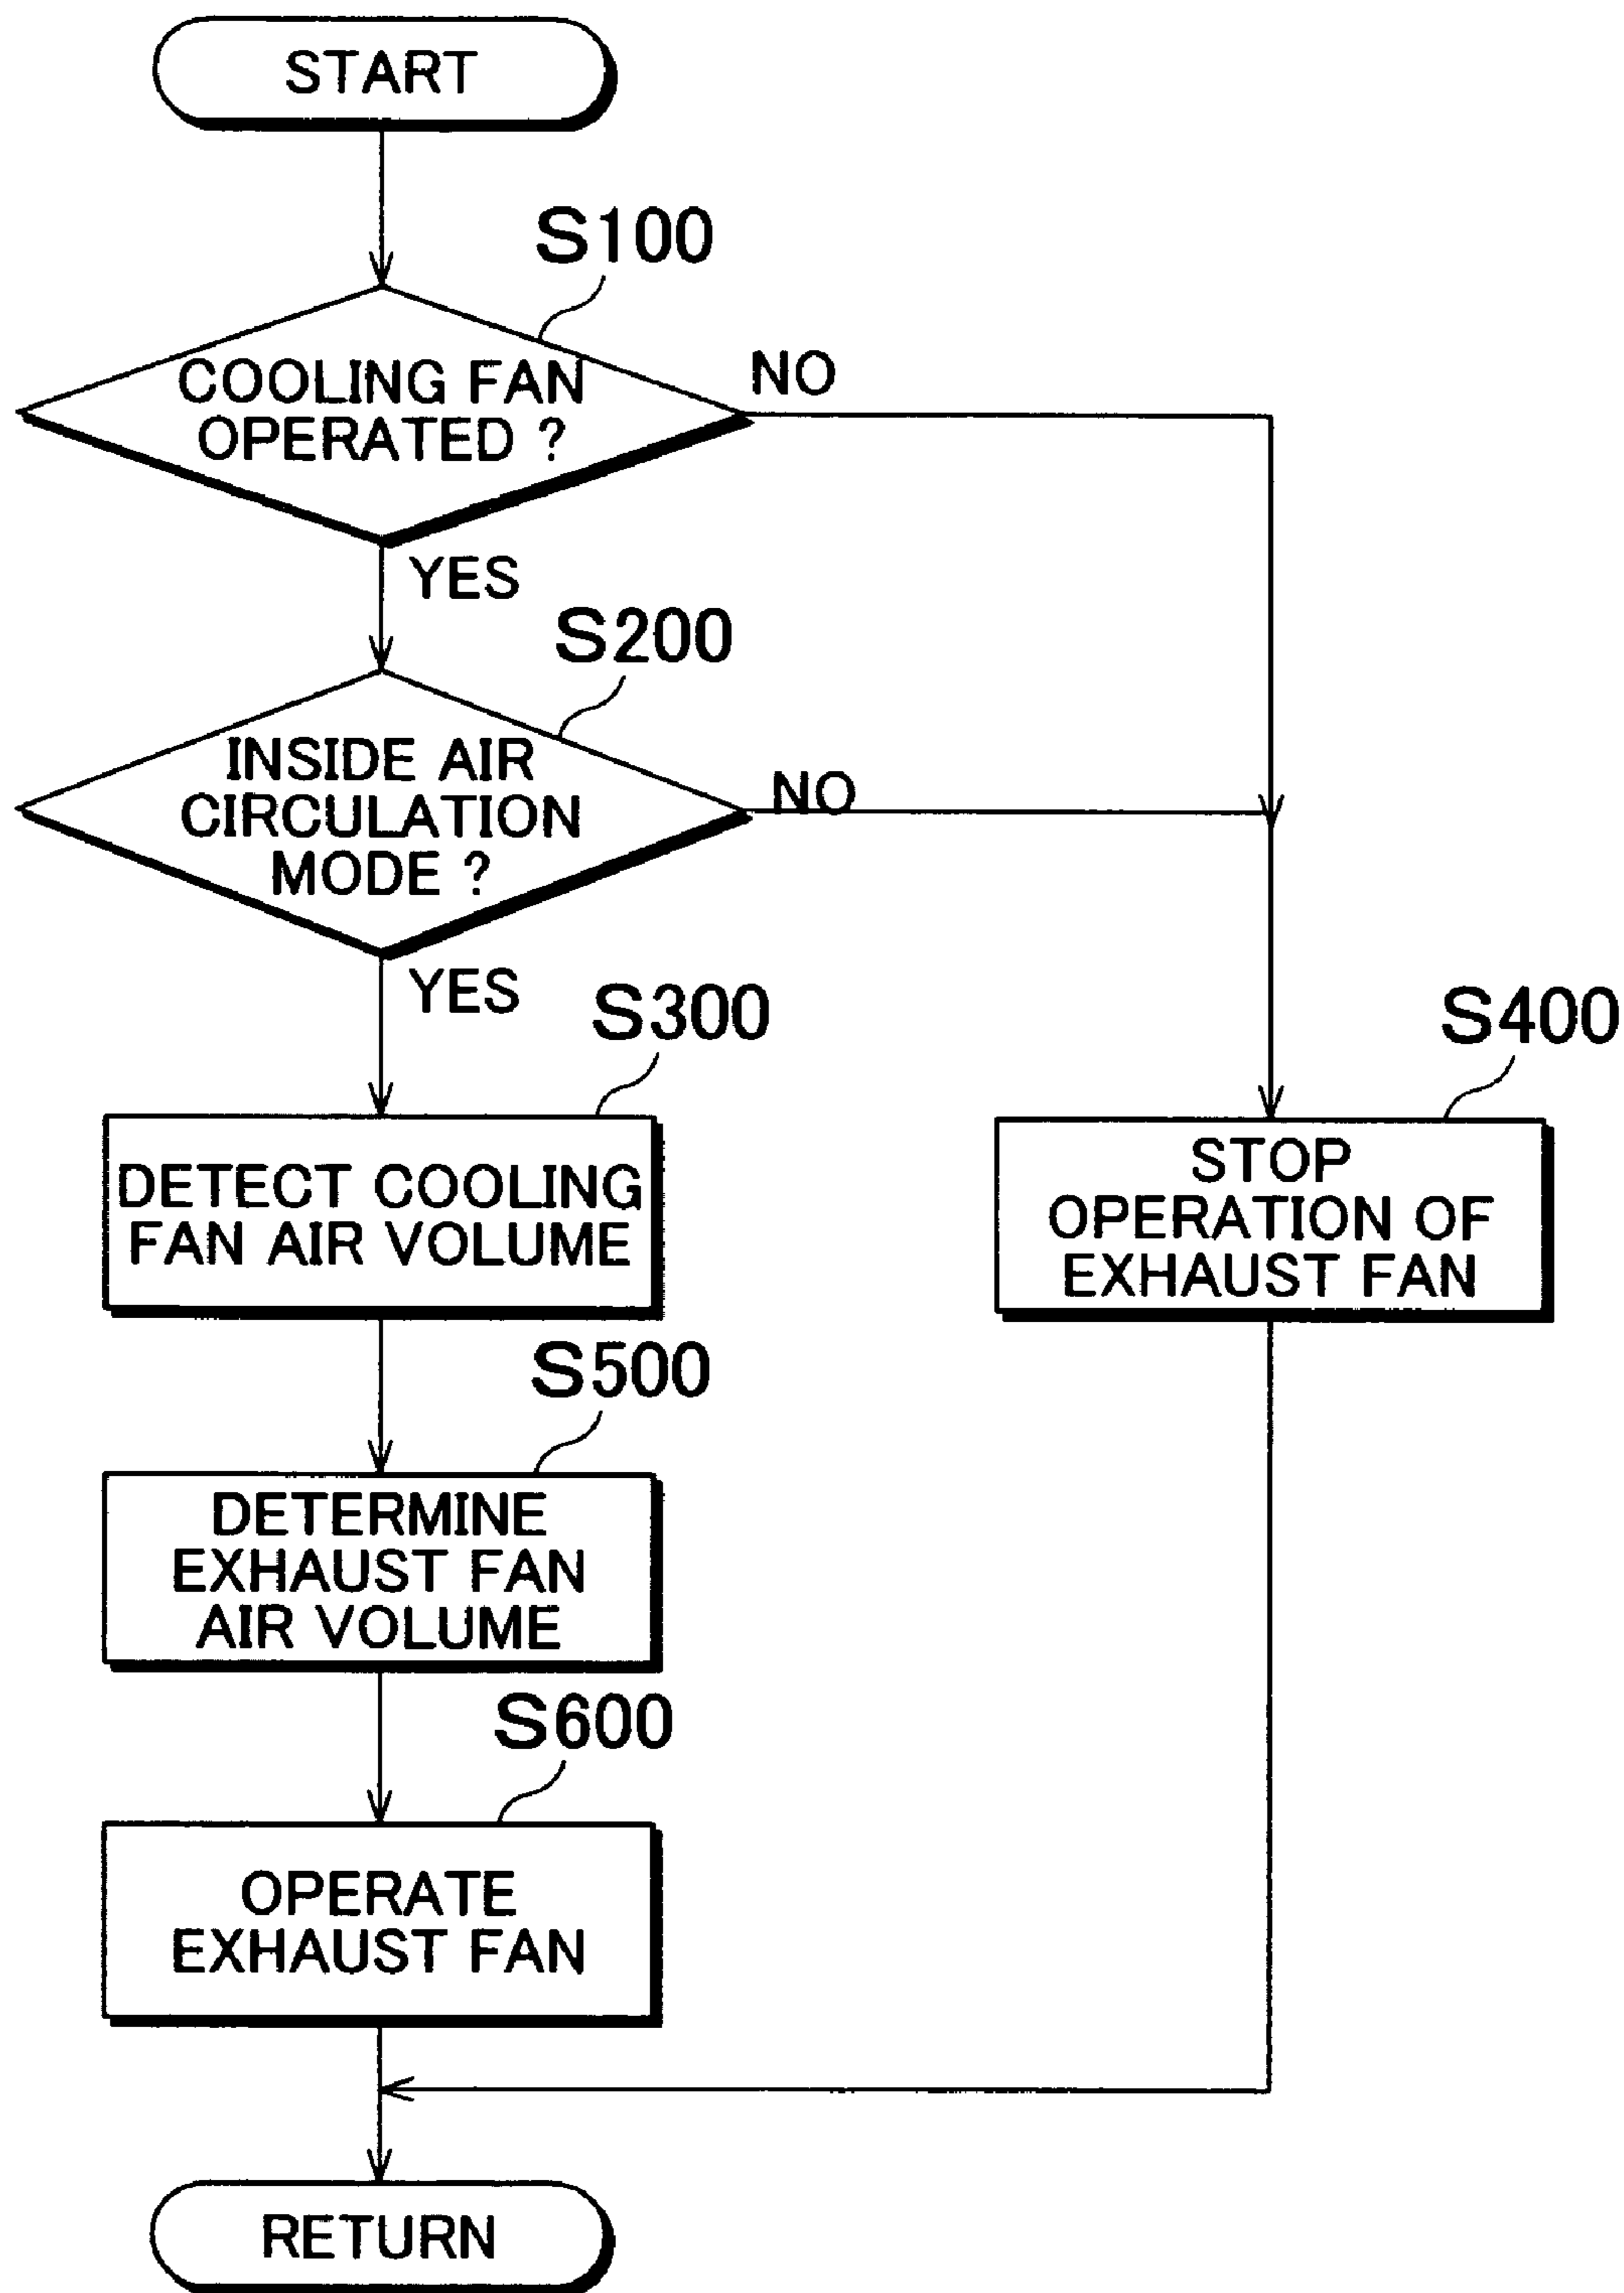 START
S100
COOLING FAN
OPERATED ?
NO
YES
S200
INSIDE AIR
CIRCULATION
MODE ?
NO
YES
S300
DETECT COOLING
FAN AIR VOLUME
S400
STOP
OPERATION OF
EXHAUST FAN
S500
DETERMINE
EXHAUST FAN
AIR VOLUME
S600
OPERATE
EXHAUST FAN
RETURN